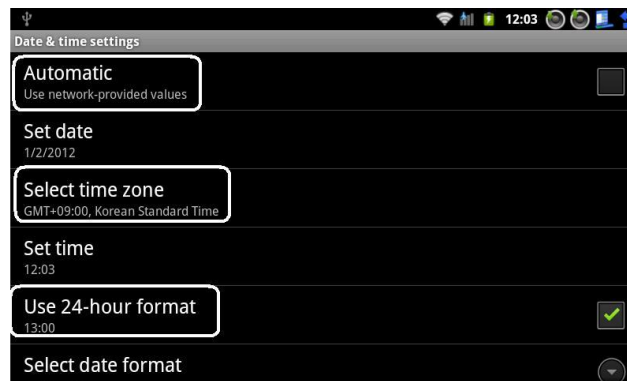 12:03
Date & time settings
Automatic
Use network-provided values
Set date
1/2/2012
Select time zone
GMT+09:00, Korean Standard Time
Set time
12:03
Use 24-hour format
13:00
Select date format